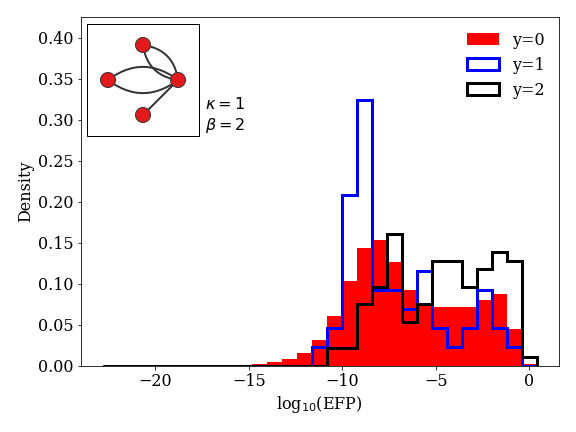 κ = 1
β = 2
y=0
y=1
y=2
0.40
0.35
0.30
0.25
0.20
0.15
0.10
0.05
0.00
Density
−20
−15
−10
−5
0
log₁₀(EFP)